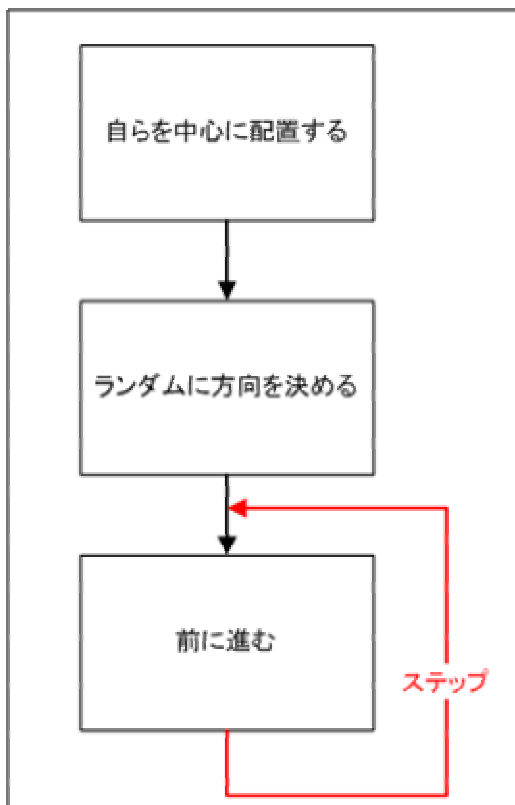 自らを中心に配置する
ランダムに方向を決める
前に進む
ステップ